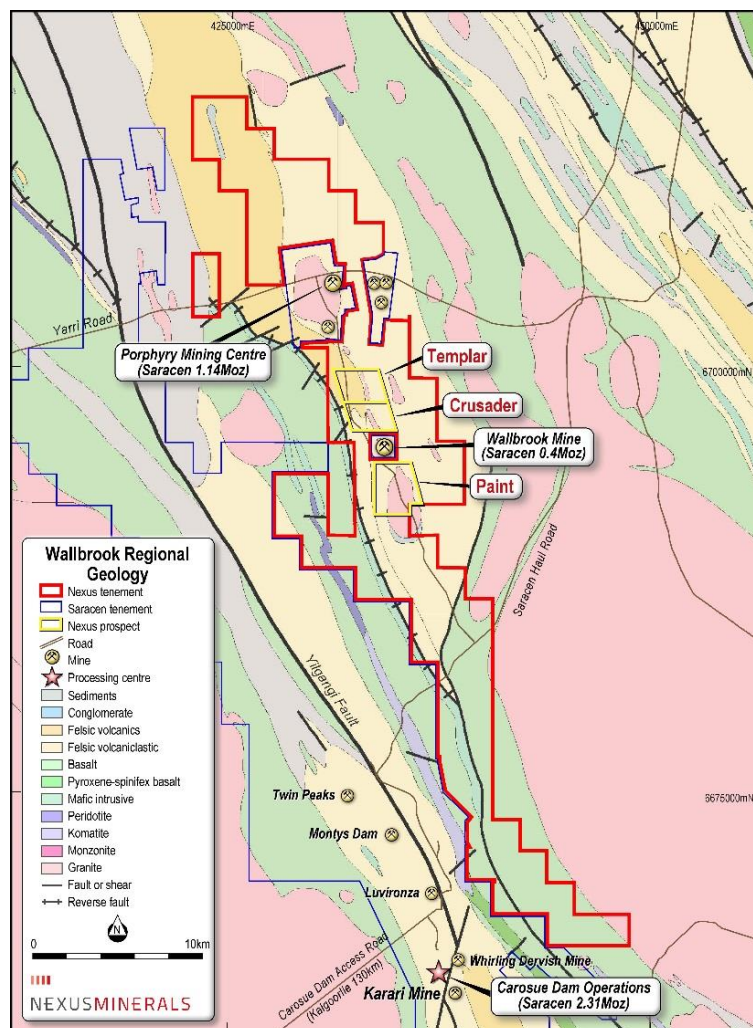 425000mE
450000mE
Yarri Road
Porphyry Mining Centre
(Saracen 1.14Moz)
Templar
6700000mN
Crusader
Wallbrook Mine
(Saracen 0.4Moz)
Paint
Saracen Haul Road
Wallbrook Regional
Geology
Nexus tenement
Saracen tenement
Nexus prospect
Road
Mine
Processing centre
Sediments
Conglomerate
Felsic volcanics
Felsic volcaniclastic
Basalt
Pyroxene-spinifex basalt
Mafic intrusive
Peridotite
Komatite
Monzonite
Granite
Fault or shear
Reverse fault
N
0 10km
NEXUSMINERALS
Yilgangi Fault
Twin Peaks
6675000mN
Montys Dam
Luvironza
Carosue Dam Access Road
(Kalgoorlie 130km)
Whirling Dervish Mine
Karari Mine
Carosue Dam Operations
(Saracen 2.31Moz)